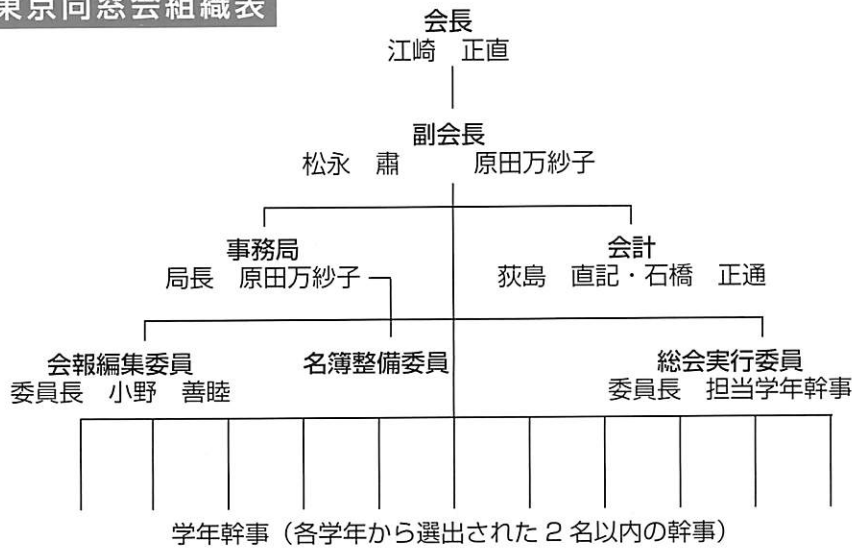 東京同窓会組織表
会長
江崎 正直
副会長
松永 肅 原田万紗子
事務局
局長 原田万紗子
会計
荻島 直記・石橋 正通
会報編集委員
委員長 小野 善睦
名簿整備委員
総会実行委員
委員長 担当学年幹事
学年幹事（各学年から選出された2名以内の幹事）